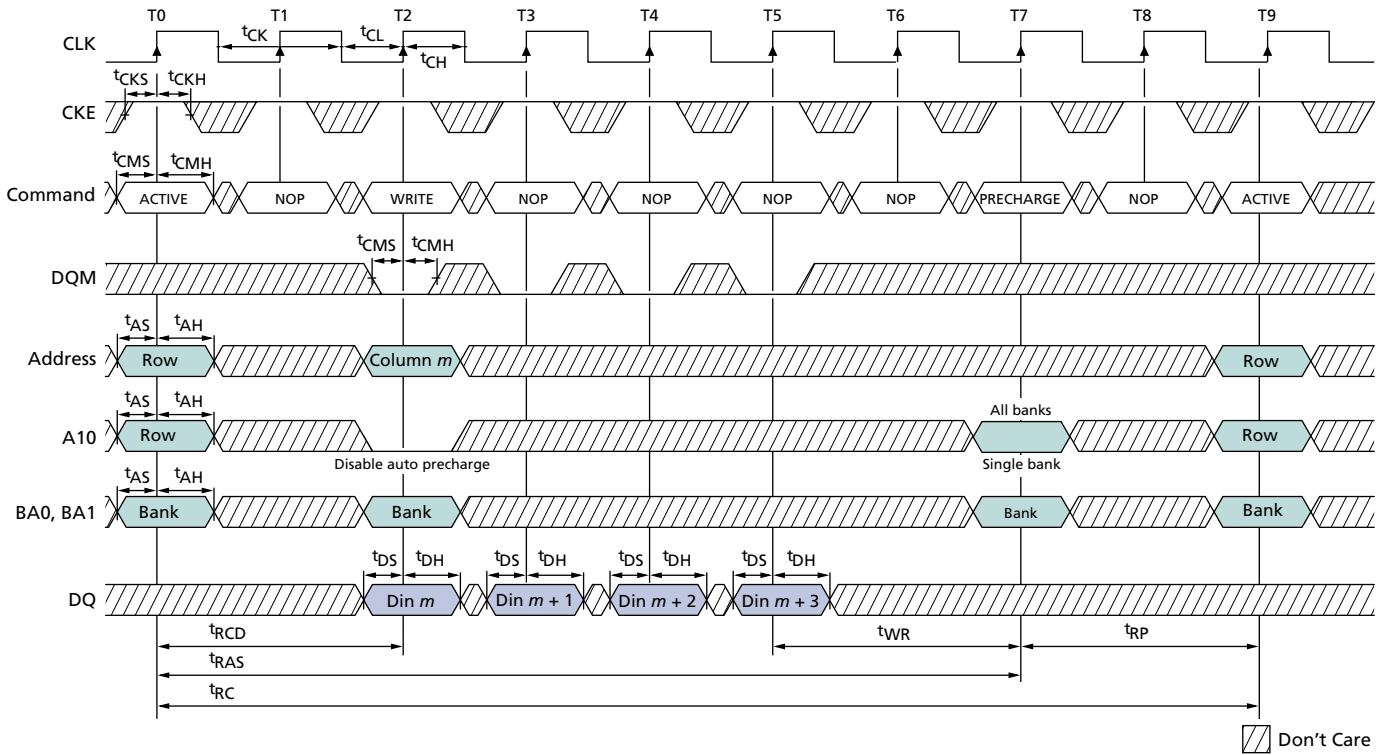 T0 T1 T2 T3 T4 T5 T6 T7 T8 T9
CLK tCK tCL tCH
tCKS tCKH
CKE
tCMS tCMH
Command ACTIVE NOP WRITE NOP NOP NOP NOP PRECHARGE NOP ACTIVE
tCMS tCMH
DQM
tAS tAH
Address Row Column m Row
tAS tAH All banks
A10 Row Row
Disable auto precharge Single bank
tAS tAH
BA0, BA1 Bank Bank Bank Bank
tDS tDH tDS tDH tDS tDH tDS tDH
DQ Din m Din m + 1 Din m + 2 Din m + 3
tRCD tWR tRP
tRAS
tRC
Don't Care